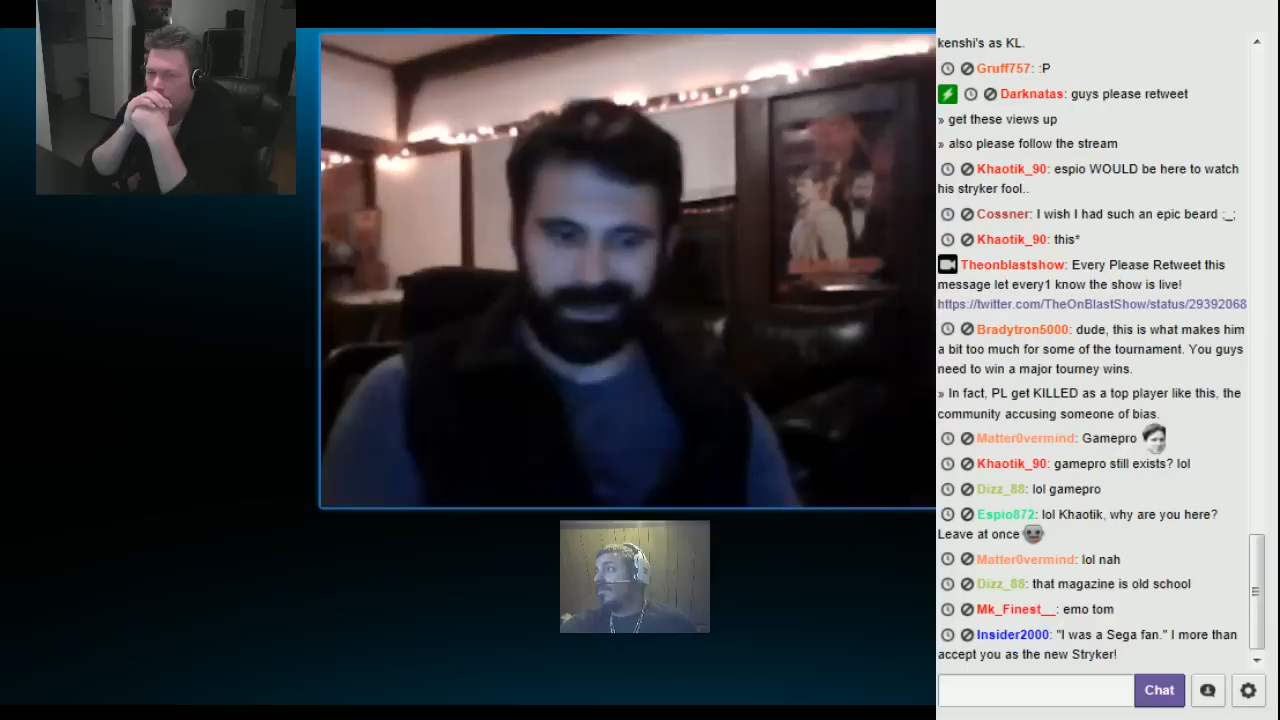 kenshi's as KL.
Gruff757: :P
Darknatas: guys please retweet
» get these views up
» also please follow the stream
Khaotik_90: espio WOULD be here to watch
his stryker fool..
Cossner: I wish I had such an epic beard ;_;
Khaotik_90: this*
Theonblastshow: Every Please Retweet this
message let every1 know the show is live!
https://twitter.com/TheOnBlastShow/status/29392068
Bradytron5000: dude, this is what makes him
a bit too much for some of the tournament. You guys
need to win a major tourney wins.
» In fact, PL get KILLED as a top player like this, the
community accusing someone of bias.
Matter0vermind: Gamepro
Khaotik_90: gamepro still exists? lol
Dizz_88: lol gamepro
Espio872: lol Khaotik, why are you here?
Leave at once
Matter0vermind: lol nah
Dizz_88: that magazine is old school
Mk_Finest__: emo tom
Insider2000: "I was a Sega fan." I more than
accept you as the new Stryker!
Chat